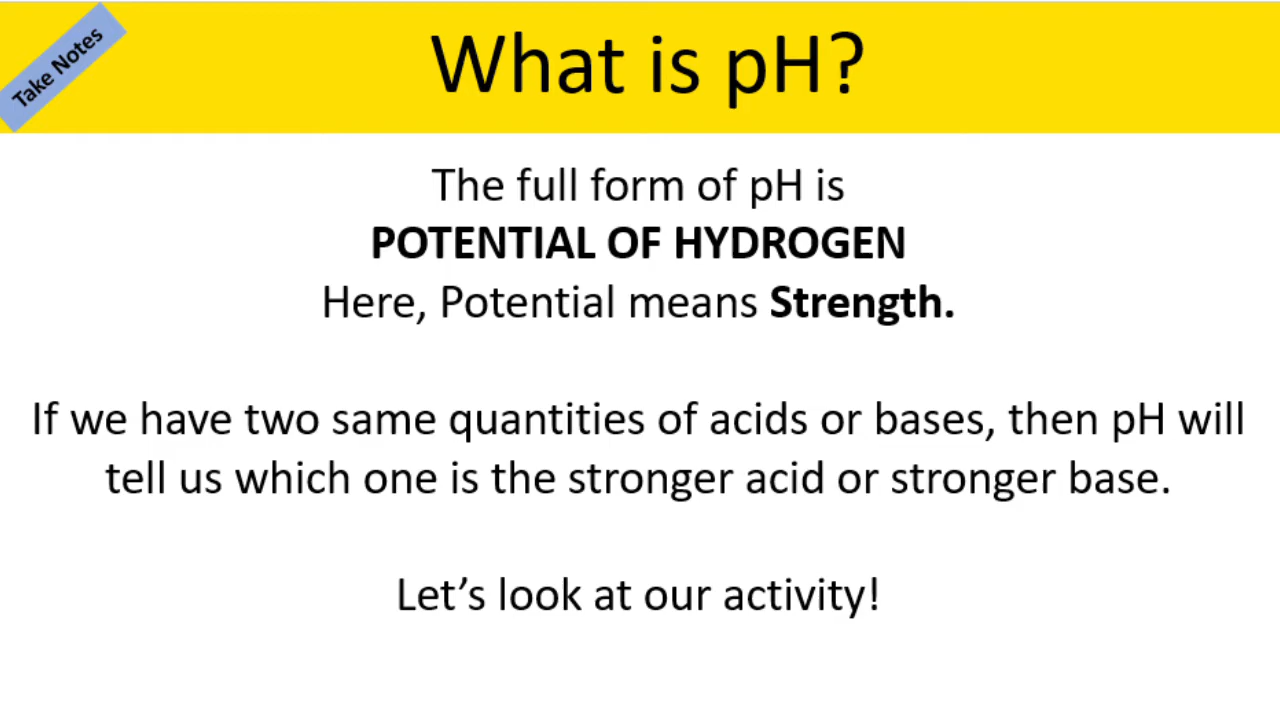 Take Notes
What is pH?
The full form of pH is
POTENTIAL OF HYDROGEN
Here, Potential means Strength.
If we have two same quantities of acids or bases, then pH will
tell us which one is the stronger acid or stronger base.
Let’s look at our activity!